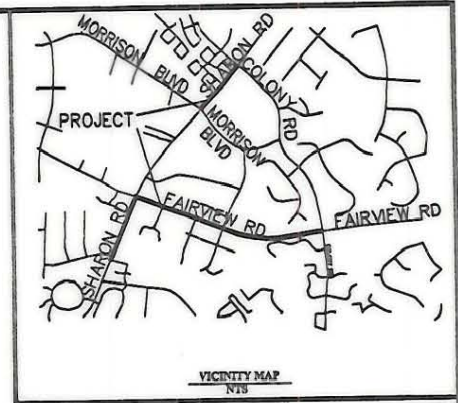 MORRISON BLVD
SHARON RD
COLONY RD
PROJECT
MORRISON BLVD
FAIRVIEW RD
FAIRVIEW RD
SHARON RD
VICINITY MAP
NTS